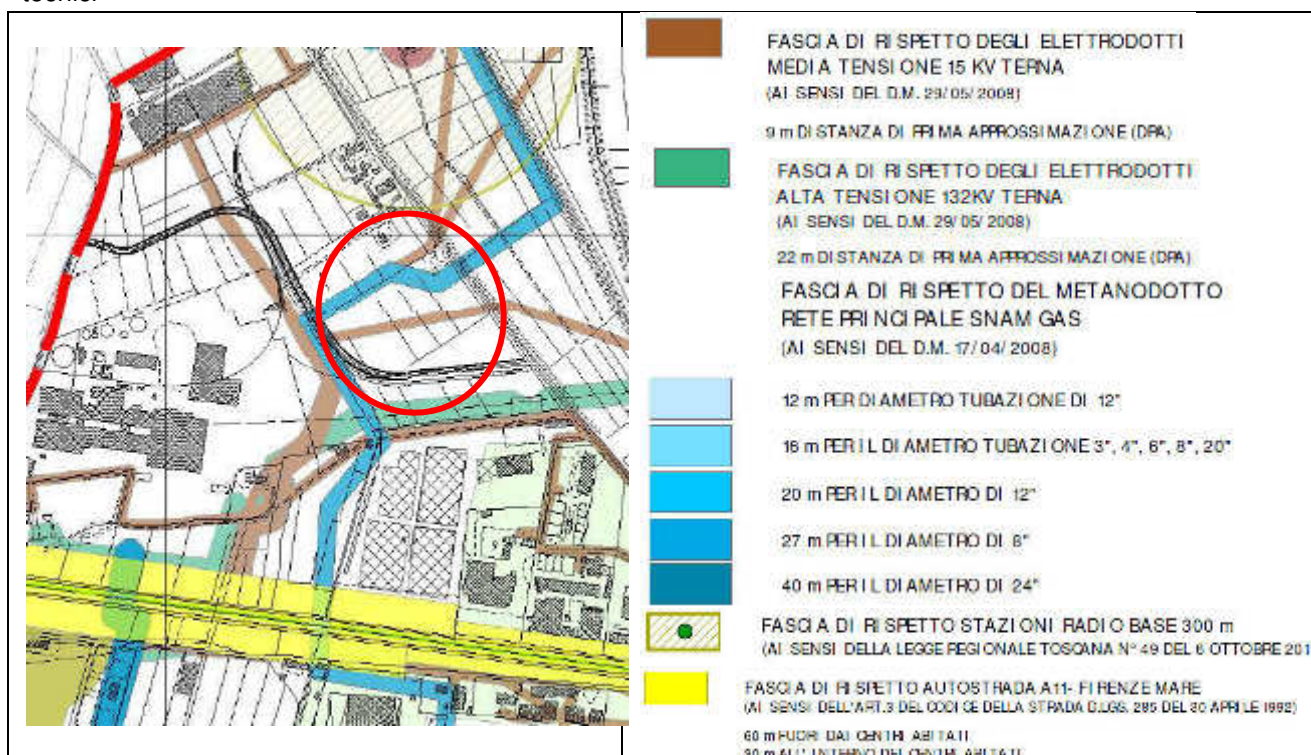 FASCIA DI RISPETTO DEGLI ELETTRODOTTI
MEDIA TENSIONE 15 KV TERNA
(AI SENSI DEL D.M. 29/05/2008)
9 m DISTANZA DI PRIMA APPROSSIMAZIONE (DPA)
FASCIA DI RISPETTO DEGLI ELETTRODOTTI
ALTA TENSIONE 132KV TERNA
(AI SENSI DEL D.M. 29/05/2008)
22 m DISTANZA DI PRIMA APPROSSIMAZIONE (DPA)
FASCIA DI RISPETTO DEL METANODOTTO
RETE PRINCIPALE SNAM GAS
(AI SENSI DEL D.M. 17/04/2008)
12 m PER DIAMETRO TUBAZIONE DI 12"
16 m PER IL DIAMETRO TUBAZIONE 3", 4", 6", 8", 20"
20 m PER IL DIAMETRO DI 12"
27 m PER IL DIAMETRO DI 8"
40 m PER IL DIAMETRO DI 24"
FASCIA DI RISPETTO STAZIONI RADIO BASE 300 m
(AI SENSI DELLA LEGGE REGIONALE TOSCANA N° 49 DEL 6 OTTOBRE 201
FASCIA DI RISPETTO AUTOSTRADA A11- FIRENZE MARE
(AI SENSI DELL'ART.3 DEL CODICE DELLA STRADA D.LGS. 285 DEL 30 APRILE 1992)
60 m FUORI DAI CENTRI ABITATI